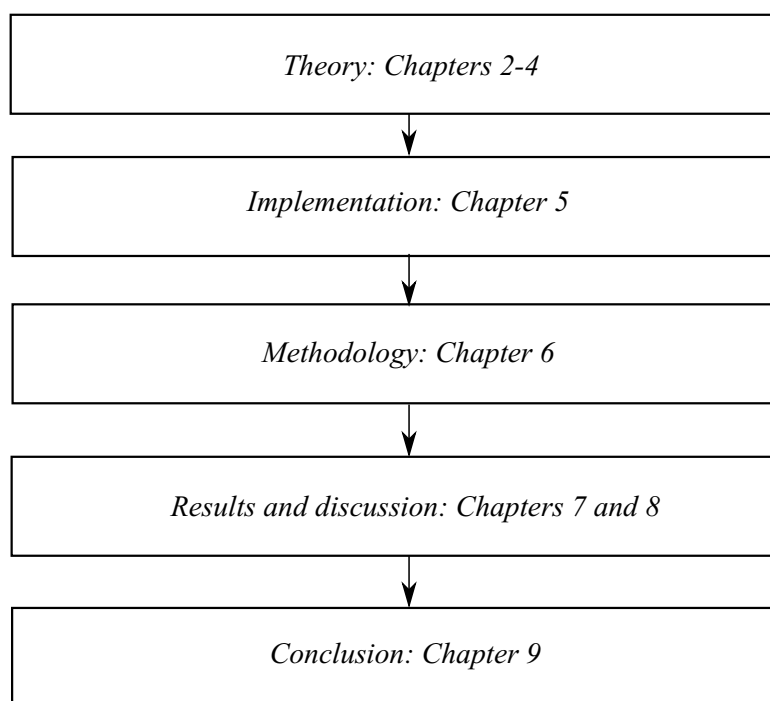 Theory: Chapters 2-4
Implementation: Chapter 5
Methodology: Chapter 6
Results and discussion: Chapters 7 and 8
Conclusion: Chapter 9